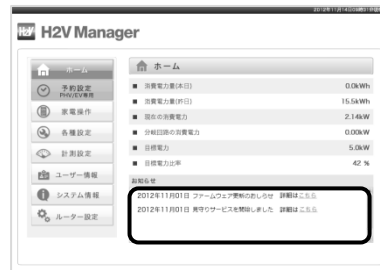 H2V Manager
ホーム
予約設定
PHV/EV専用
家電操作
各種設定
計測設定
ユーザー情報
システム情報
ルーター設定
ホーム
■ 消費電力量(本日) 0.0kWh
■ 消費電力量(昨日) 15.5kWh
■ 現在の消費電力 2.14kW
■ 分岐回路の消費電力 0.00kW
■ 目標電力 5.0kW
■ 目標電力比率 42 %
お知らせ
2012年11月01日 ファームウェア更新のおしらせ 詳細はこちら
2012年11月01日 見守りサービスを開始しました 詳細はこちら